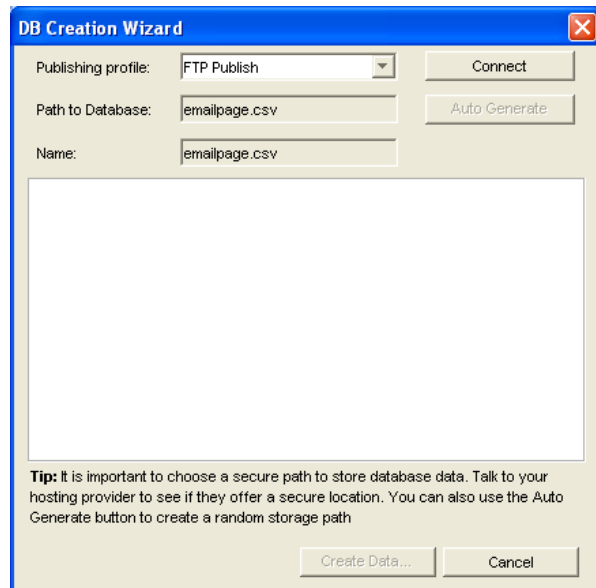 DB Creation Wizard
Publishing profile: FTP Publish Connect
Path to Database: emailpage.csv Auto Generate
Name: emailpage.csv
Tip: It is important to choose a secure path to store database data. Talk to your
hosting provider to see if they offer a secure location. You can also use the Auto
Generate button to create a random storage path
Create Data... Cancel